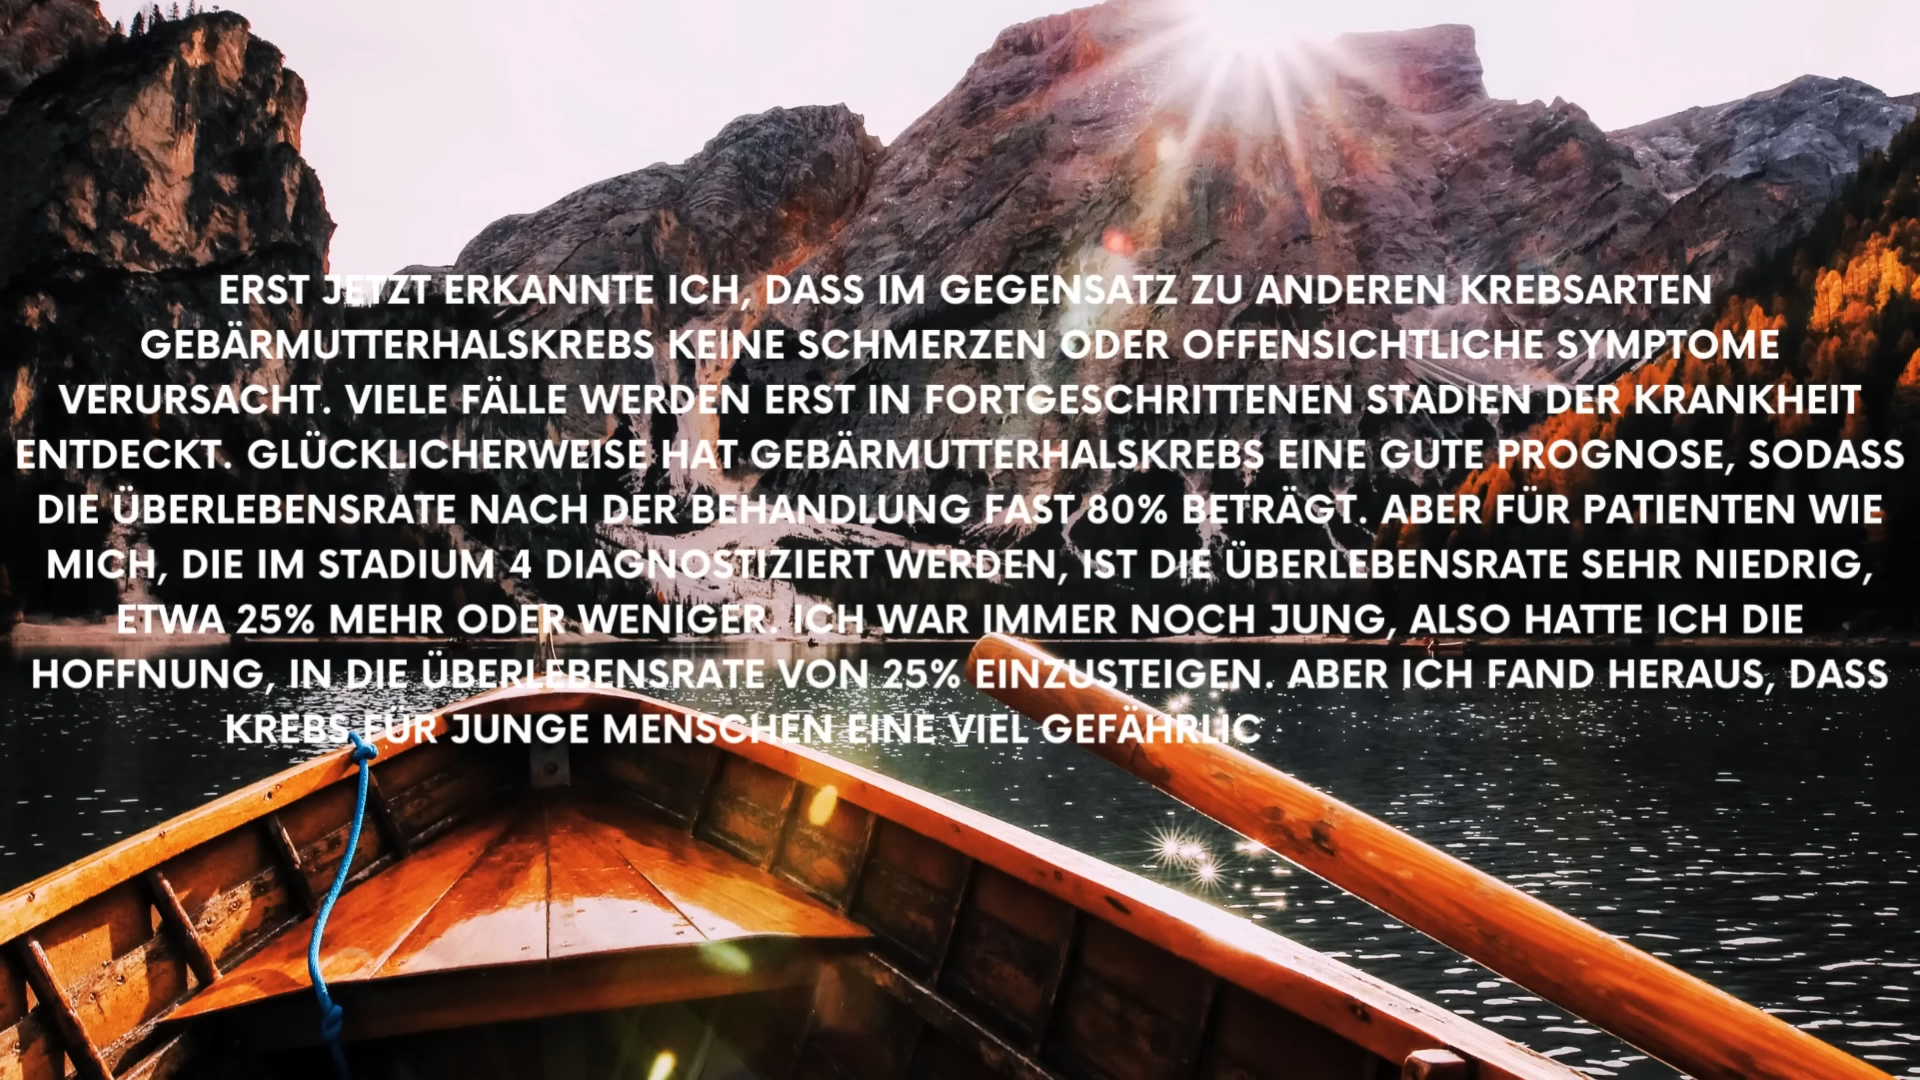 ERST JETZT ERKANNTE ICH, DASS IM GEGENSATZ ZU ANDEREN KREBSARTEN
GEBÄRMUTTERHALSKREBS KEINE SCHMERZEN ODER OFFENSICHTLICHE SYMPTOME
VERURSACHT. VIELE FÄLLE WERDEN ERST IN FORTGESCHRITTENEN STADIEN DER KRANKHEIT
ENTDECKT. GLÜCKLICHERWEISE HAT GEBÄRMUTTERHALSKREBS EINE GUTE PROGNOSE, SODASS
DIE ÜBERLEBENSRATE NACH DER BEHANDLUNG FAST 80% BETRÄGT. ABER FÜR PATIENTEN WIE
MICH, DIE IM STADIUM 4 DIAGNOSTIZIERT WERDEN, IST DIE ÜBERLEBENSRATE SEHR NIEDRIG,
ETWA 25% MEHR ODER WENIGER. ICH WAR IMMER NOCH JUNG, ALSO HATTE ICH DIE
HOFFNUNG, IN DIE ÜBERLEBENSRATE VON 25% EINZUSTEIGEN. ABER ICH FAND HERAUS, DASS
KREBS FÜR JUNGE MENSCHEN EINE VIEL GEFÄHRLIC